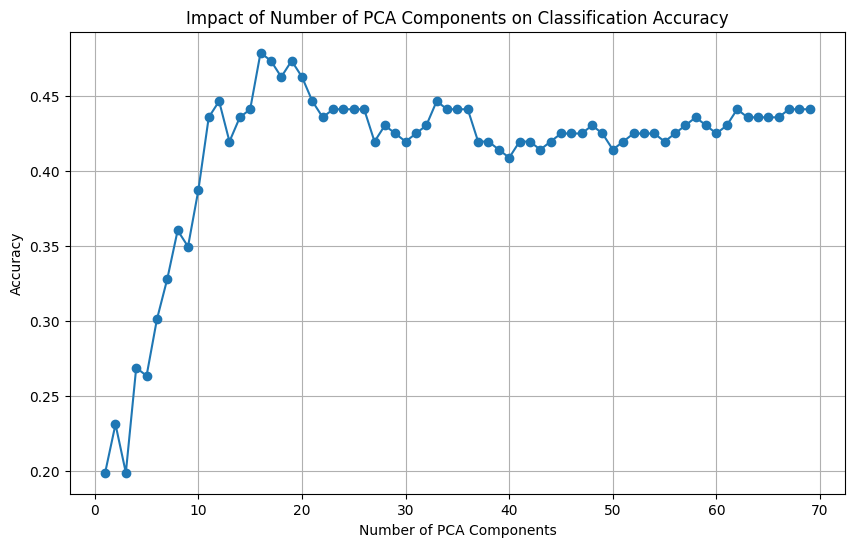 Impact of Number of PCA Components on Classification Accuracy
Accuracy
0.45
0.40
0.35
0.30
0.25
0.20
0 10 20 30 40 50 60 70
Number of PCA Components